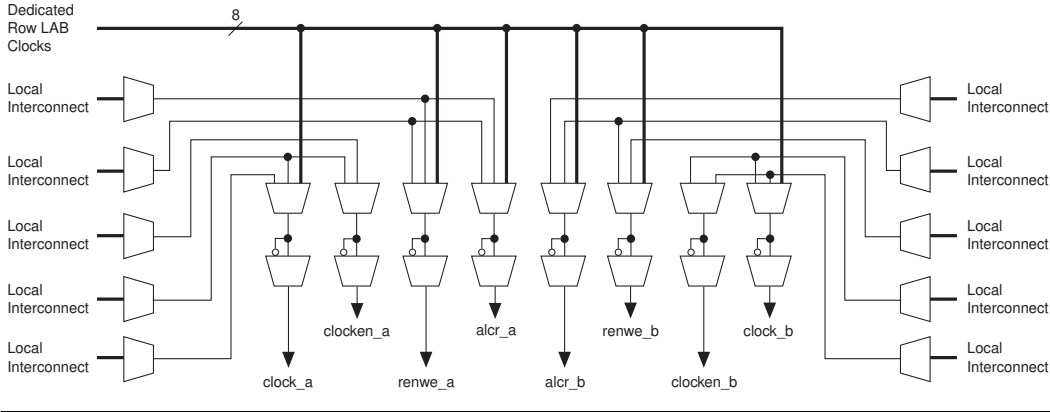 Dedicated
Row LAB
Clocks
8
Local
Interconnect
Local
Interconnect
Local
Interconnect
Local
Interconnect
Local
Interconnect
Local
Interconnect
Local
Interconnect
Local
Interconnect
Local
Interconnect
Local
Interconnect
clocken_a
alcr_a
renwe_b
clock_b
clock_a
renwe_a
alcr_b
clocken_b